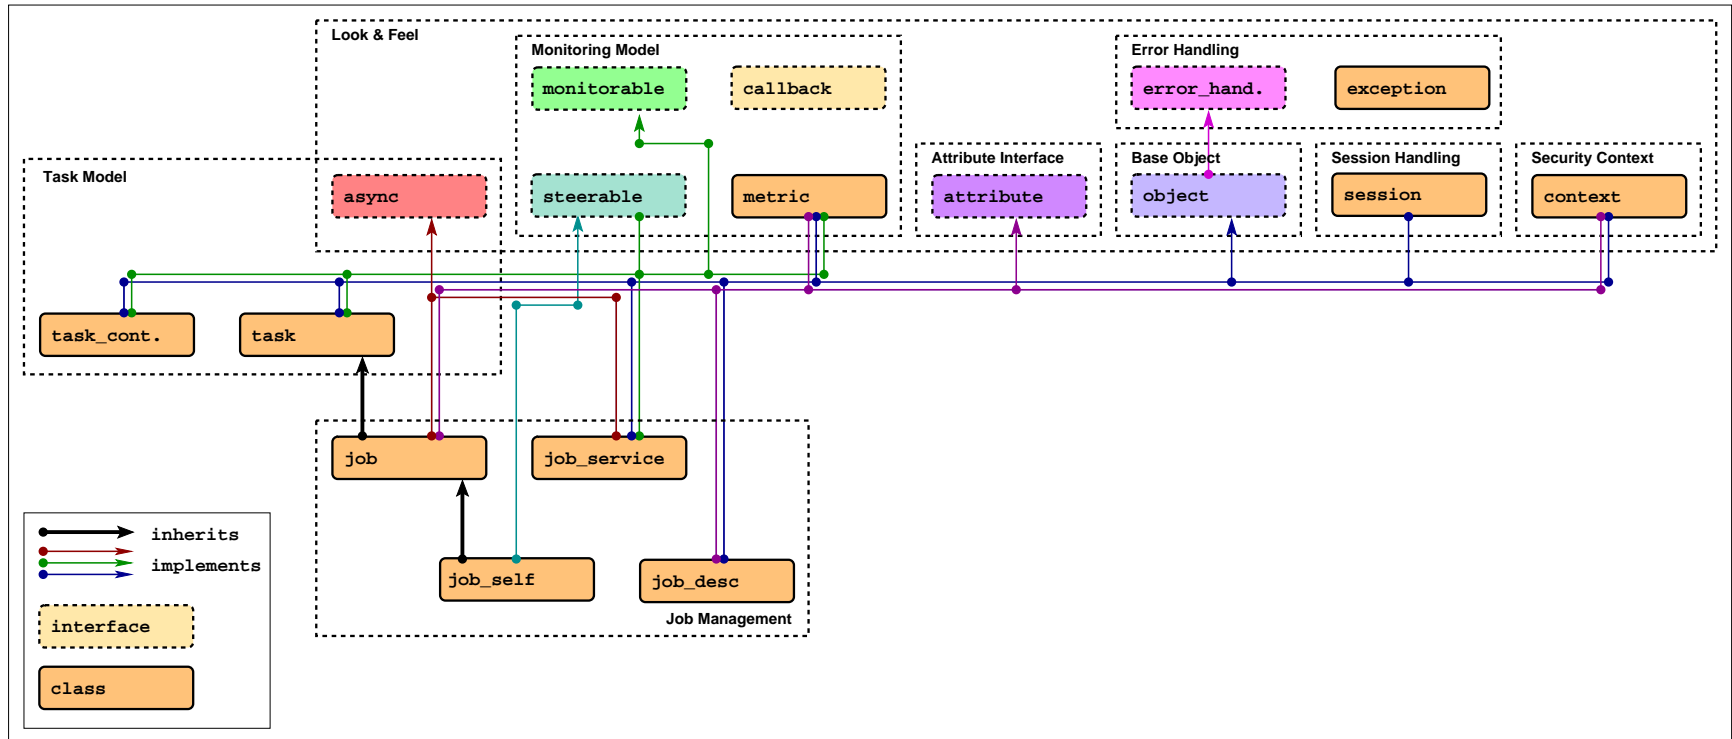 Look & Feel
Monitoring Model
Error Handling
monitorable
callback
error_hand.
exception
Task Model
Attribute Interface
Base Object
Session Handling
Security Context
async
steerable
metric
attribute
object
session
context
task_cont.
task
job
job_service
job_self
job_desc
Job Management
inherits
implements
interface
class